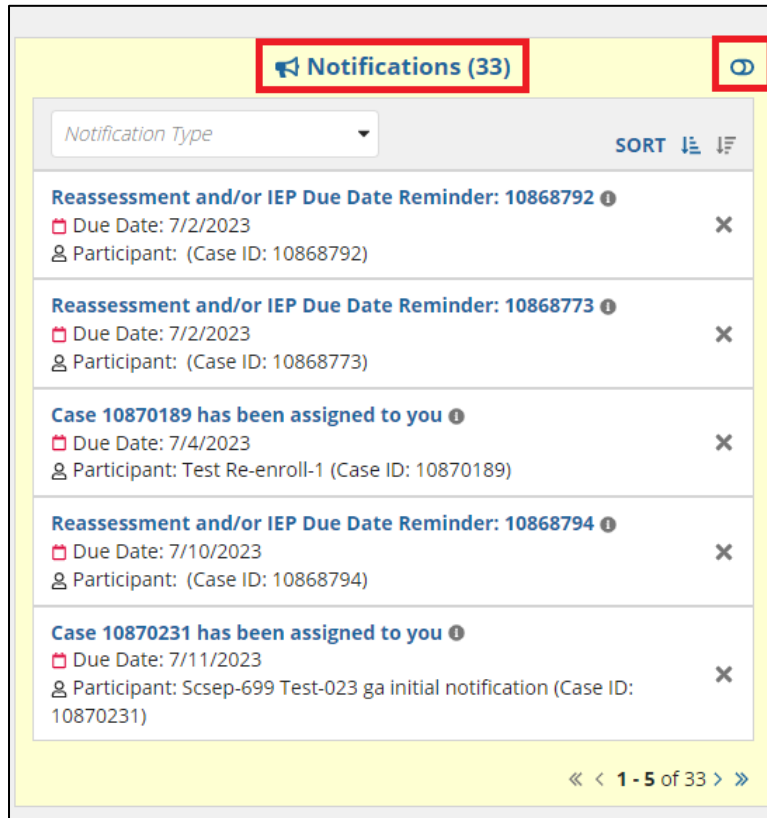 Notifications (33)
Notification Type
SORT
Reassessment and/or IEP Due Date Reminder: 10868792
Due Date: 7/2/2023
Participant: (Case ID: 10868792)
Reassessment and/or IEP Due Date Reminder: 10868773
Due Date: 7/2/2023
Participant: (Case ID: 10868773)
Case 10870189 has been assigned to you
Due Date: 7/4/2023
Participant: Test Re-enroll-1 (Case ID: 10870189)
Reassessment and/or IEP Due Date Reminder: 10868794
Due Date: 7/10/2023
Participant: (Case ID: 10868794)
Case 10870231 has been assigned to you
Due Date: 7/11/2023
Participant: Scsep-699 Test-023 ga initial notification (Case ID:
10870231)
« < 1 - 5 of 33 > »